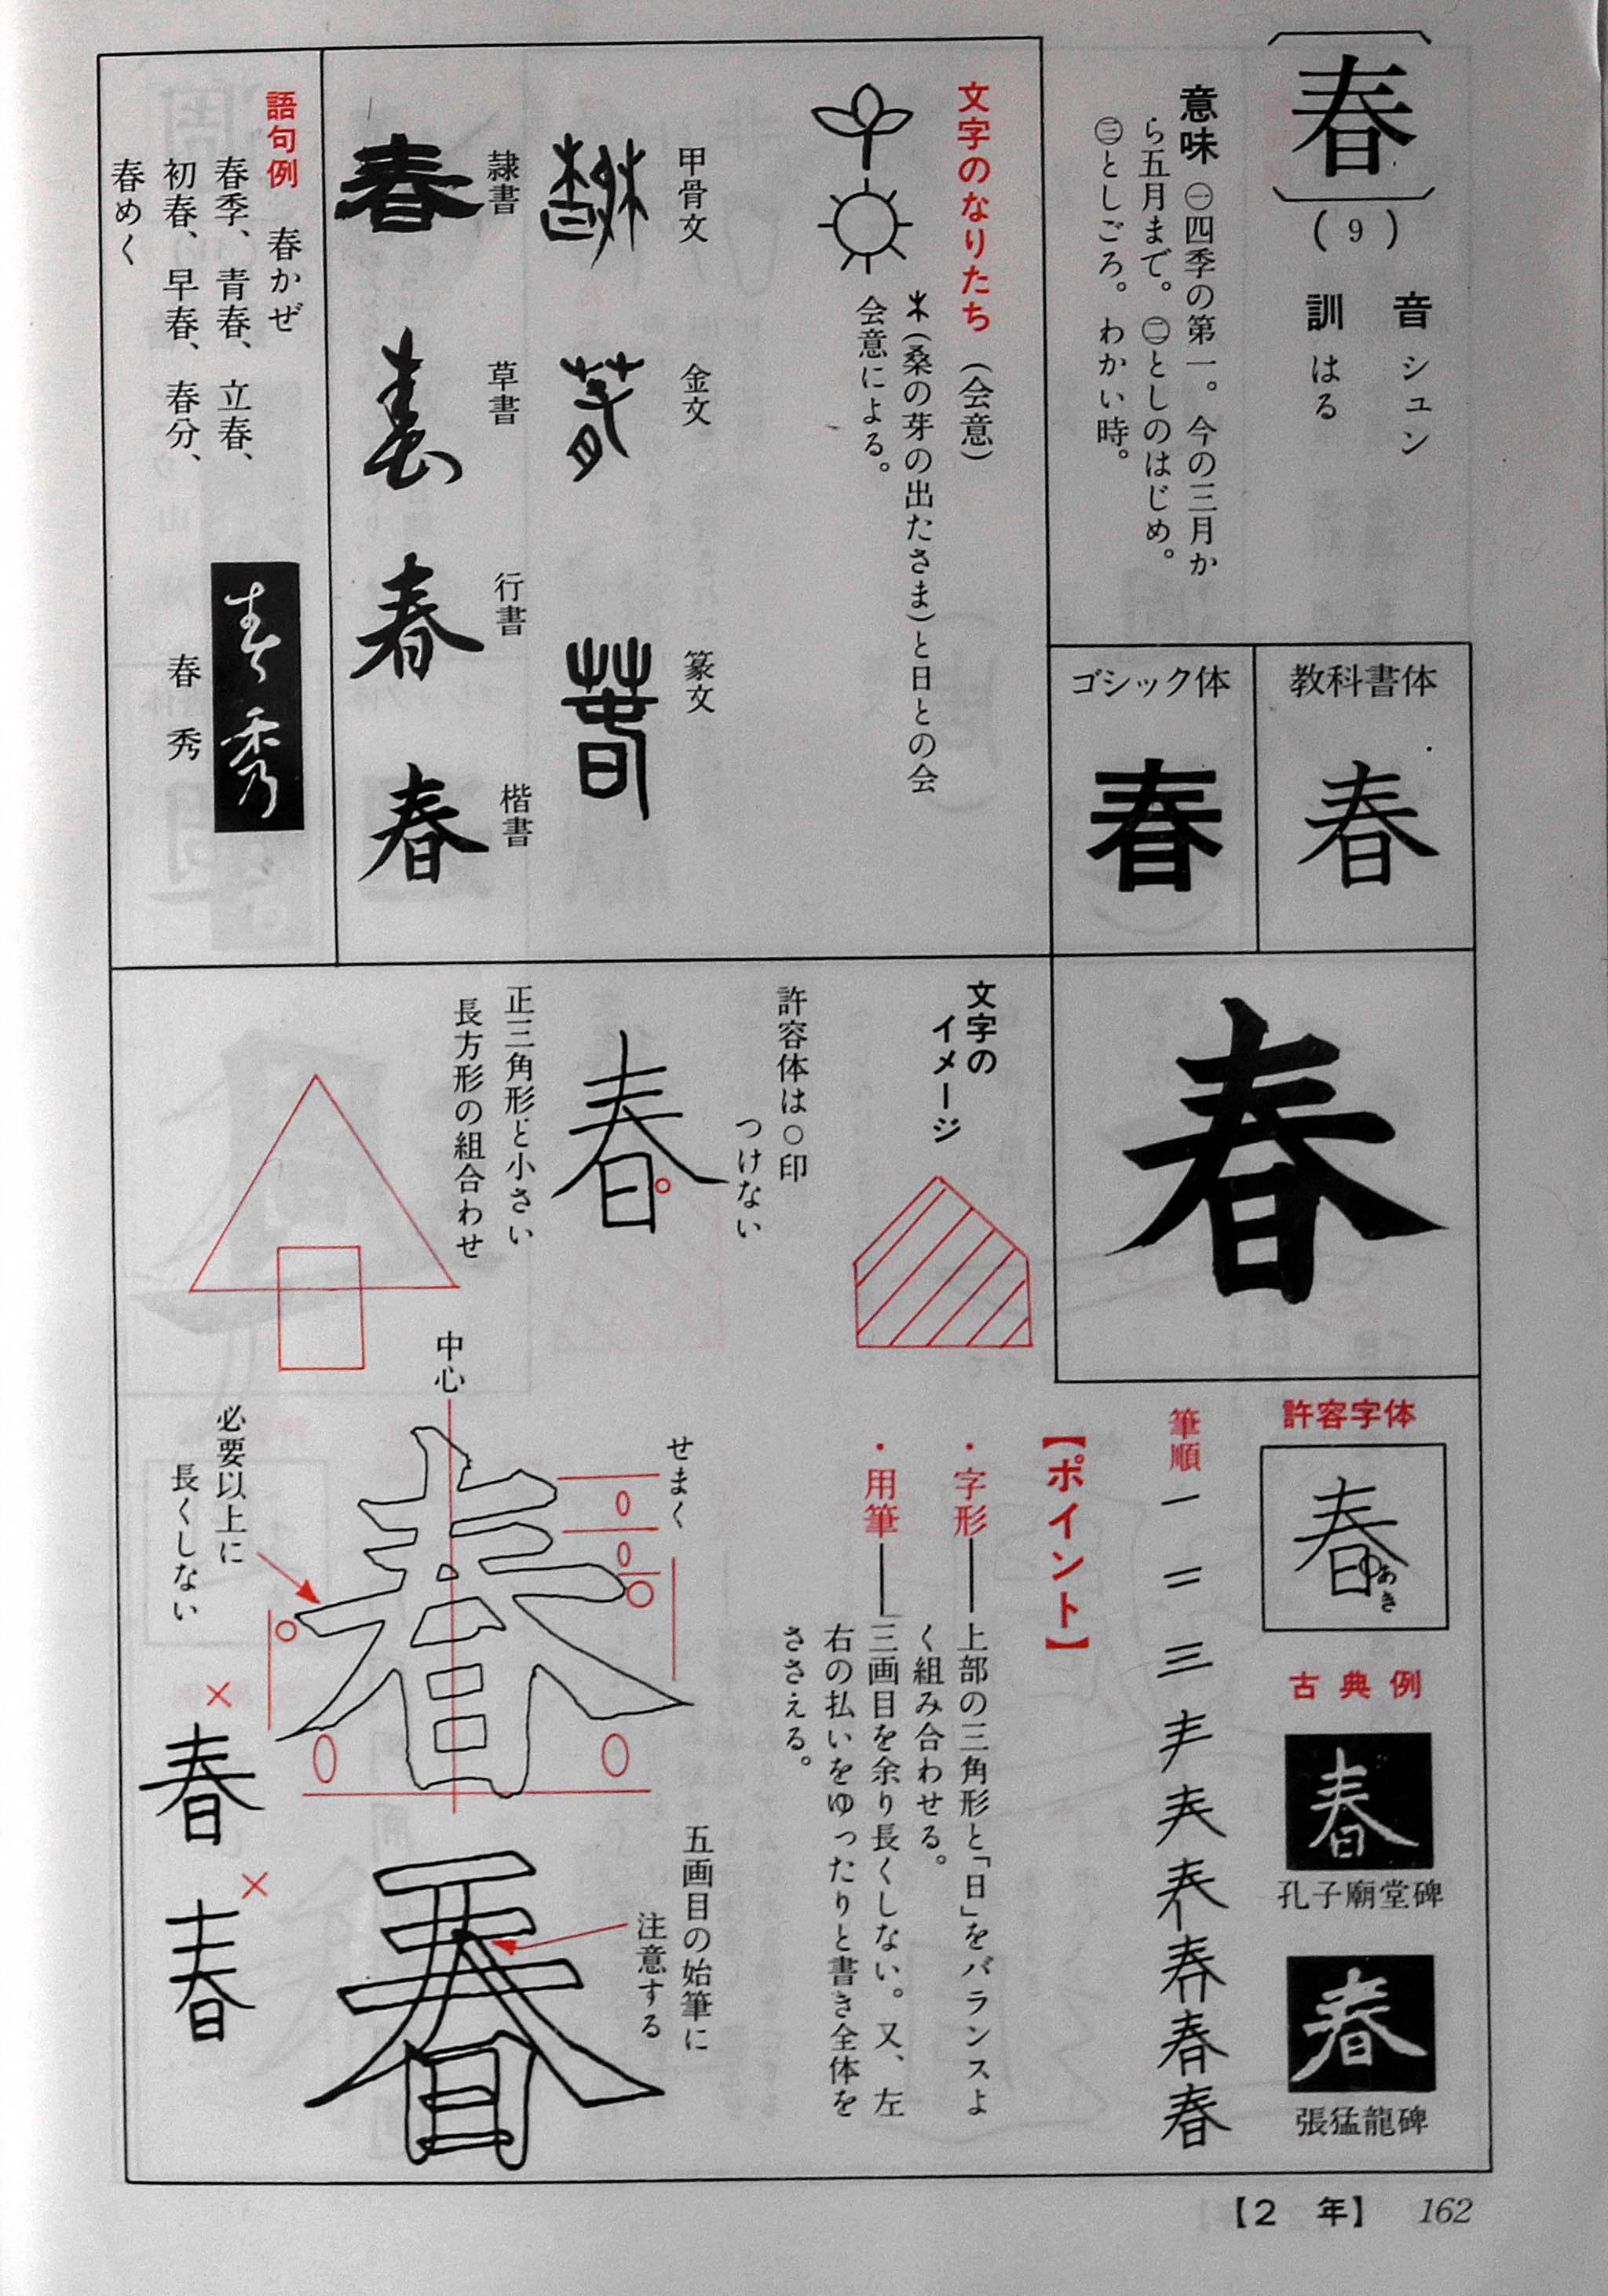 春
(9)
音 シュン
訓 はる
意味 ㊀四季の第一。今の三月か
ら五月まで。㊁としのはじめ。
㊂としごろ。わかい時。
教科書体
春
ゴシック体
春
文字のなりたち（会意）
(桑の芽の出たさま)と日との会
会意による。
甲骨文
金文
篆文
隷書
春
草書
春
行書
春
楷書
春
語句例 春かぜ
春季、青春、立春、
初春、早春、春分、
春めく
春秀
春秀
春
文字の
イメージ
許容体は○印
つけない
春
正三角形と小さい
長方形の組合わせ
許容字体
春
あき
古典例
春
孔子廟堂碑
春
張猛龍碑
筆順
一 二 三 春
【ポイント】
・字形──上部の三角形と「日」をバランスよ
く組み合わせる。
・用筆──三画目を余り長くしない。又、左
右の払いをゆったりと書き全体を
ささえる。
せまく
中心
必要以上に
長くしない
春
五画目の始筆に
注意する
春
×
春
×
春
【2 年】 162